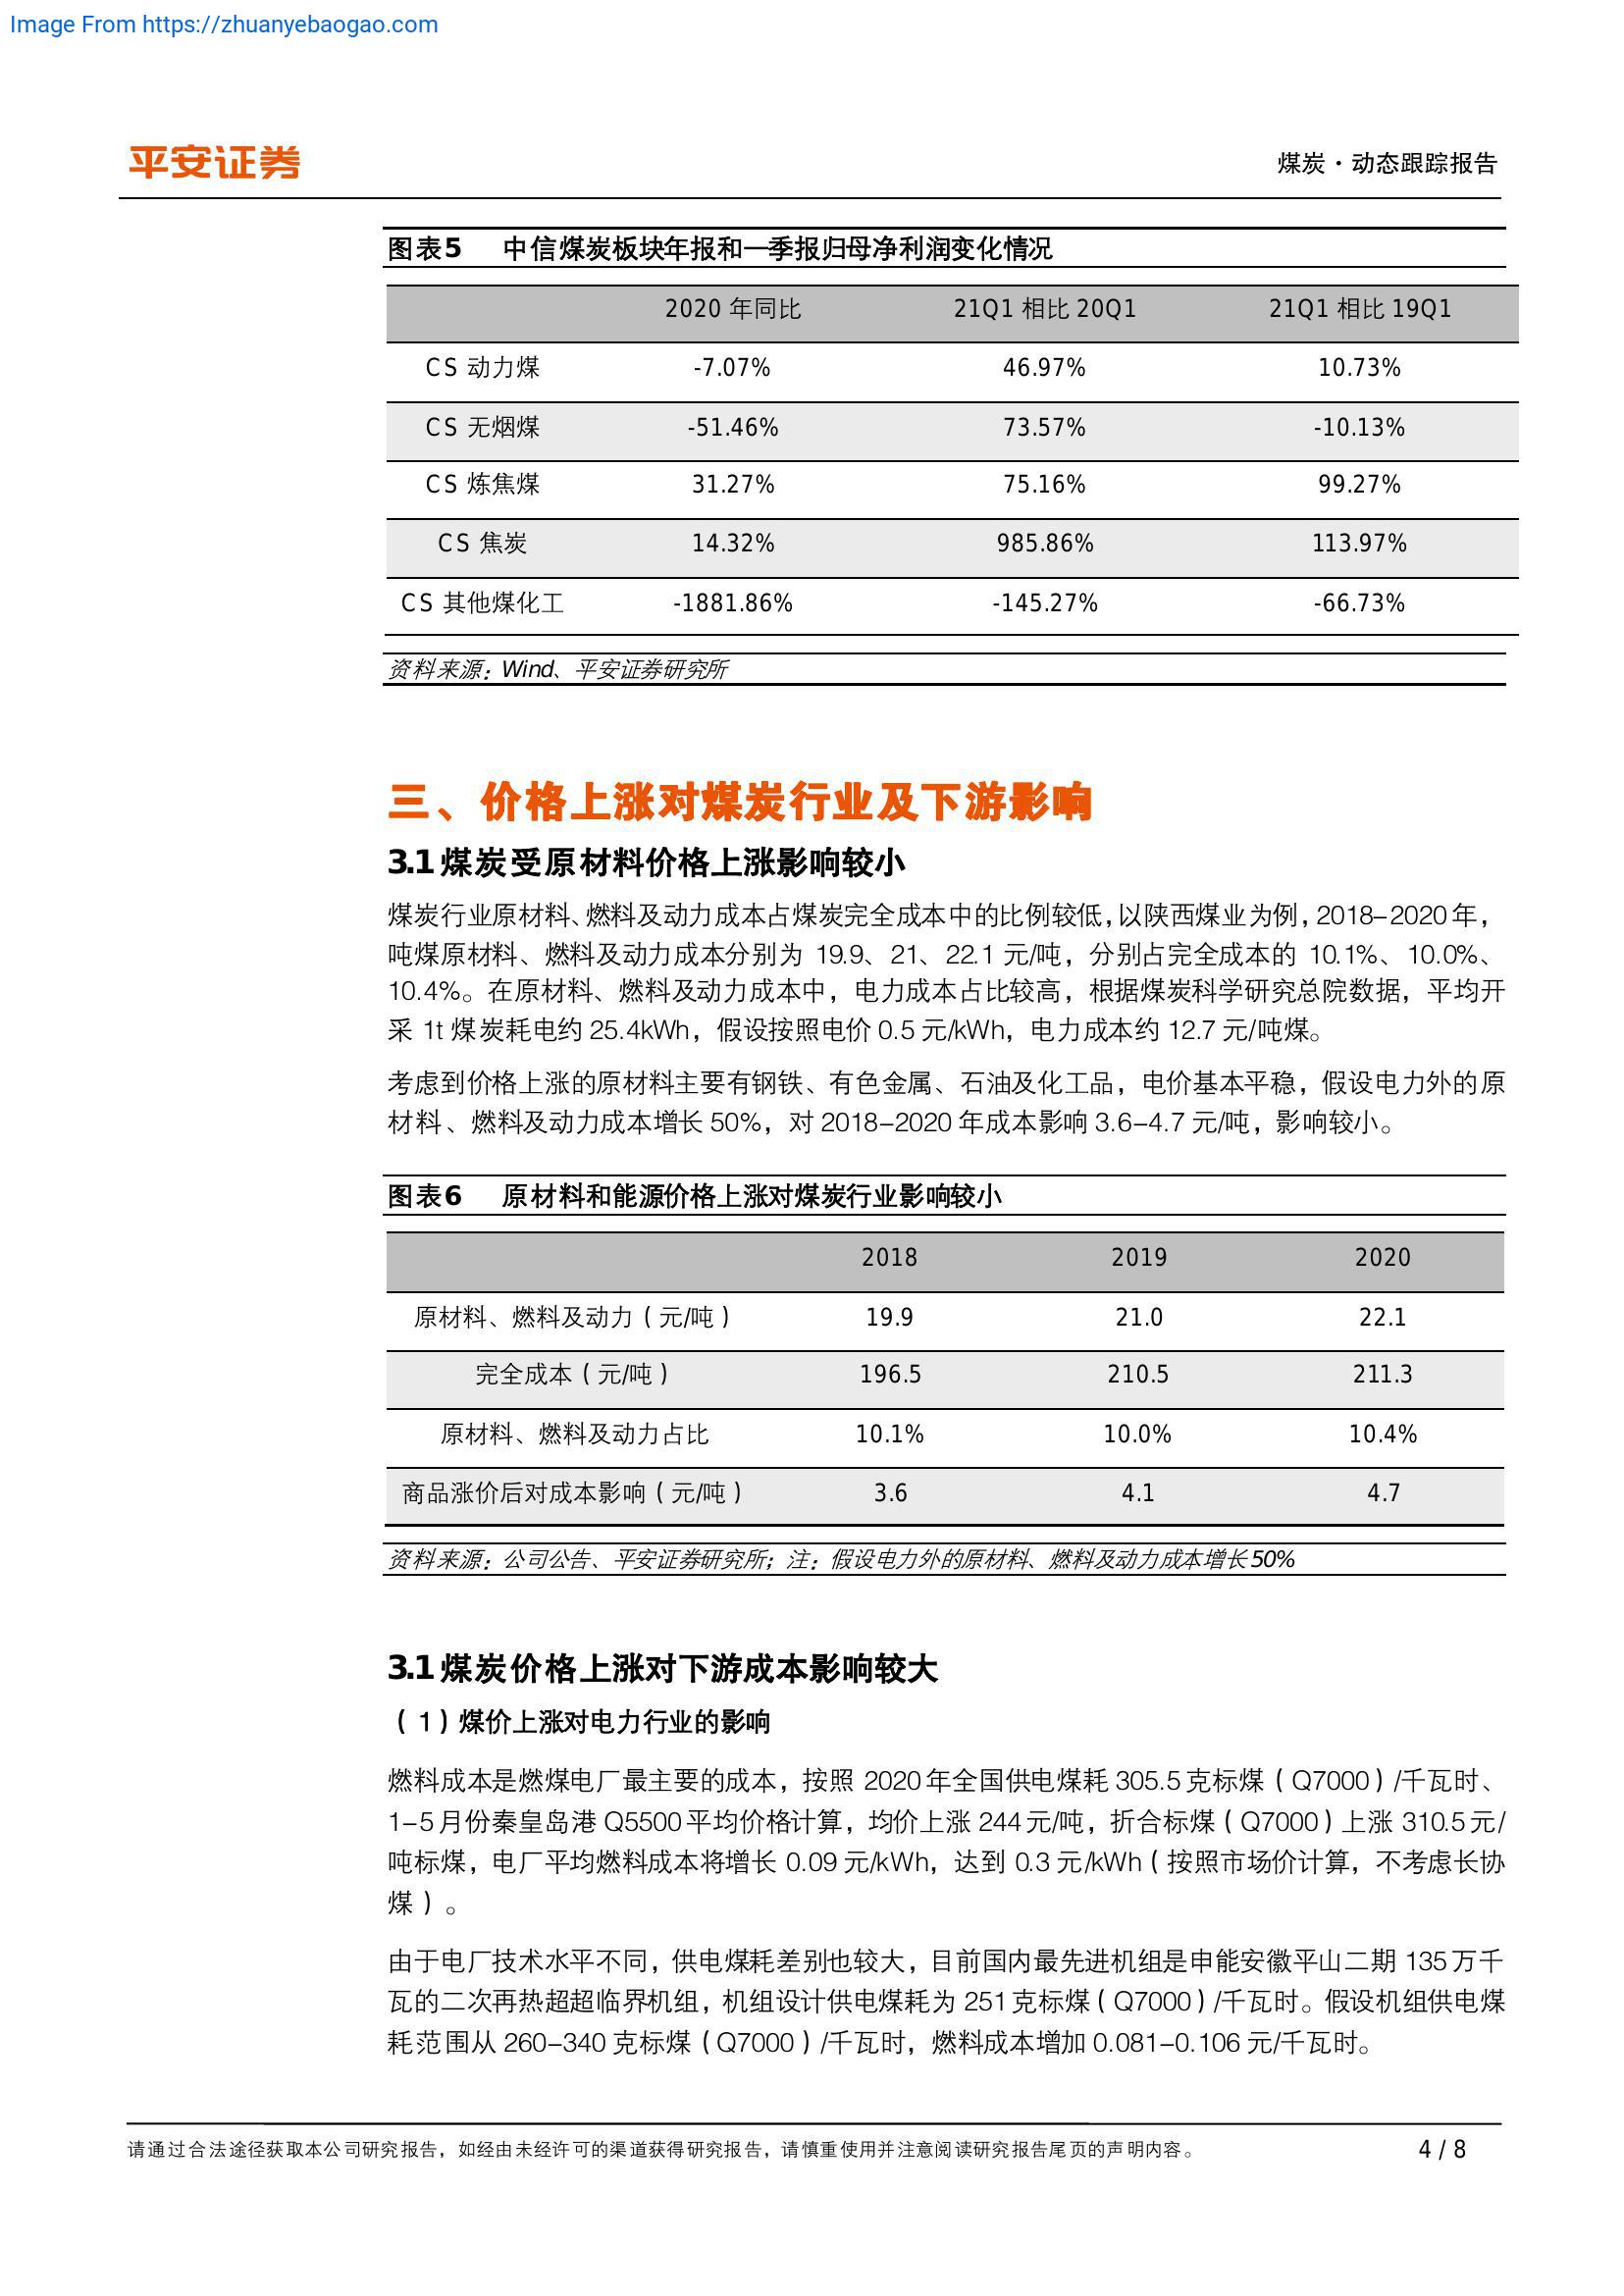 Image From https://zhuanyebaogao.com
平安证券
煤炭·动态跟踪报告
图表5 中信煤炭板块年报和一季报归母净利润变化情况
2020 年同比 21Q1 相比 20Q1 21Q1 相比 19Q1
CS 动力煤 -7.07% 46.97% 10.73%
CS 无烟煤 -51.46% 73.57% -10.13%
CS 炼焦煤 31.27% 75.16% 99.27%
CS 焦炭 14.32% 985.86% 113.97%
CS 其他煤化工 -1881.86% -145.27% -66.73%
资料来源：Wind、平安证券研究所
三、价格上涨对煤炭行业及下游影响
3.1 煤炭受原材料价格上涨影响较小
煤炭行业原材料、燃料及动力成本占煤炭完全成本中的比例较低，以陕西煤业为例，2018-2020 年，
吨煤原材料、燃料及动力成本分别为 19.9、21、22.1 元/吨，分别占完全成本的 10.1%、10.0%、
10.4%。在原材料、燃料及动力成本中，电力成本占比较高，根据煤炭科学研究总院数据，平均开
采 1t 煤炭耗电约 25.4kWh，假设按照电价 0.5 元/kWh，电力成本约 12.7 元/吨煤。
考虑到价格上涨的原材料主要有钢铁、有色金属、石油及化工品，电价基本平稳，假设电力外的原
材料、燃料及动力成本增长 50%，对 2018-2020 年成本影响 3.6-4.7 元/吨，影响较小。
图表6 原材料和能源价格上涨对煤炭行业影响较小
2018 2019 2020
原材料、燃料及动力（元/吨） 19.9 21.0 22.1
完全成本（元/吨） 196.5 210.5 211.3
原材料、燃料及动力占比 10.1% 10.0% 10.4%
商品涨价后对成本影响（元/吨） 3.6 4.1 4.7
资料来源：公司公告、平安证券研究所；注：假设电力外的原材料、燃料及动力成本增长50%
3.1 煤炭价格上涨对下游成本影响较大
（1）煤价上涨对电力行业的影响
燃料成本是燃煤电厂最主要的成本，按照 2020 年全国供电煤耗 305.5 克标煤（Q7000）/千瓦时、
1-5 月份秦皇岛港 Q5500 平均价格计算，均价上涨 244 元/吨，折合标煤（Q7000）上涨 310.5 元/
吨标煤，电厂平均燃料成本将增长 0.09 元/kWh，达到 0.3 元/kWh（按照市场价计算，不考虑长协
煤）。
由于电厂技术水平不同，供电煤耗差别也较大，目前国内最先进机组是申能安徽平山二期 135 万千
瓦的二次再热超超临界机组，机组设计供电煤耗为 251 克标煤（Q7000）/千瓦时。假设机组供电煤
耗范围从 260-340 克标煤（Q7000）/千瓦时，燃料成本增加 0.081-0.106 元/千瓦时。
请通过合法途径获取本公司研究报告，如经由未经许可的渠道获得研究报告，请慎重使用并注意阅读研究报告尾页的声明内容。 4 / 8